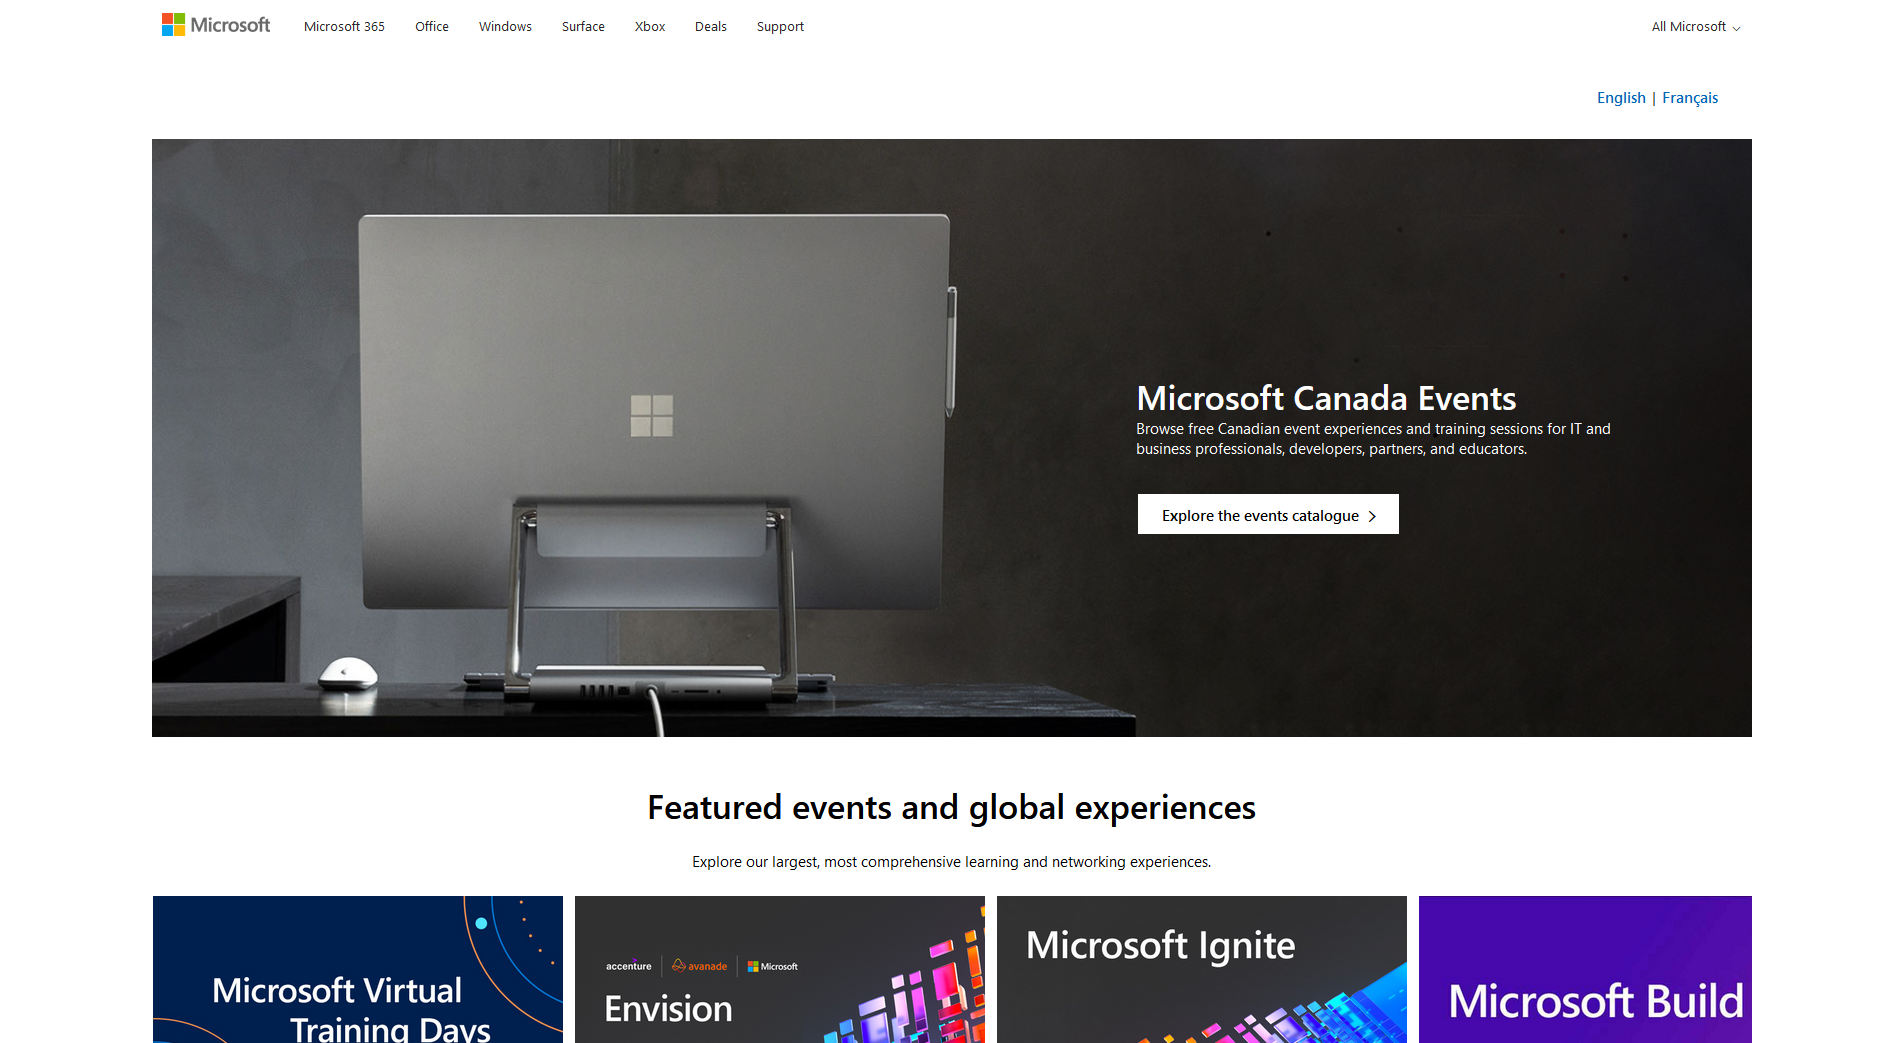 Microsoft
Microsoft 365
Office
Windows
Surface
Xbox
Deals
Support
All Microsoft
English | Français
Microsoft Canada Events
Browse free Canadian event experiences and training sessions for IT and
business professionals, developers, partners, and educators.
Explore the events catalogue
Featured events and global experiences
Explore our largest, most comprehensive learning and networking experiences.
Microsoft Virtual
Training Days
accenture
avanade
Microsoft
Envision
Microsoft Ignite
Microsoft Build